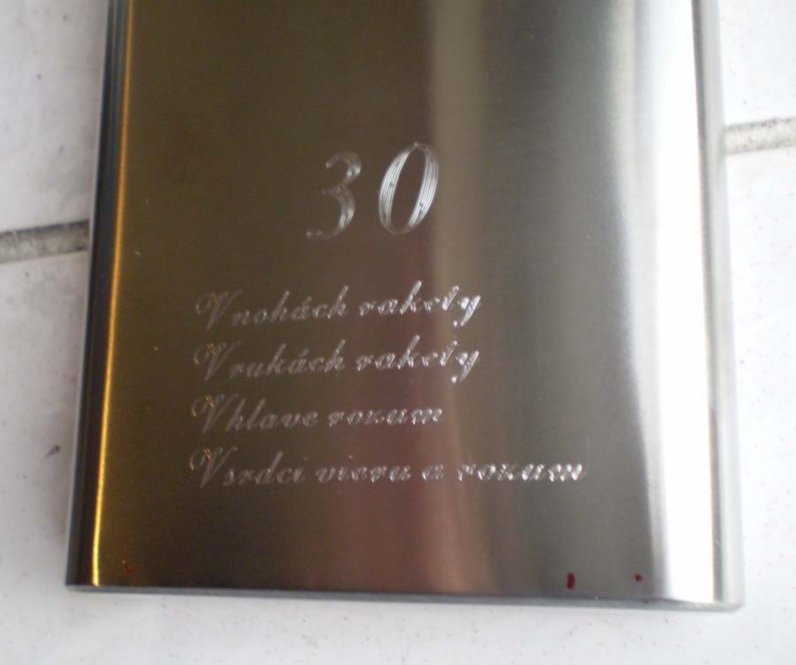 30
V nohách rakety
V rukách rakety
V hlave rozum
V srdci vieru a rozum